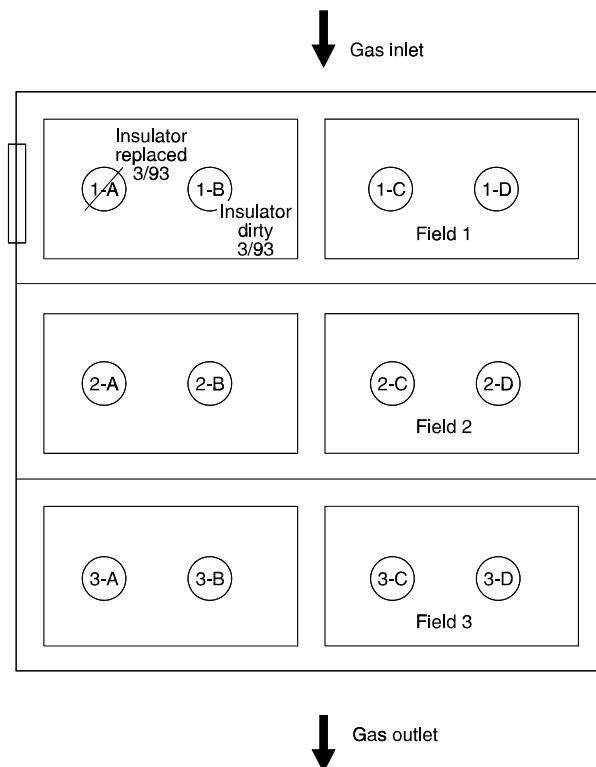 Gas inlet
Insulator
replaced
3/93
1-A
1-B
Insulator
dirty
3/93
1-C
1-D
Field 1
2-A
2-B
2-C
2-D
Field 2
3-A
3-B
3-C
3-D
Field 3
Gas outlet